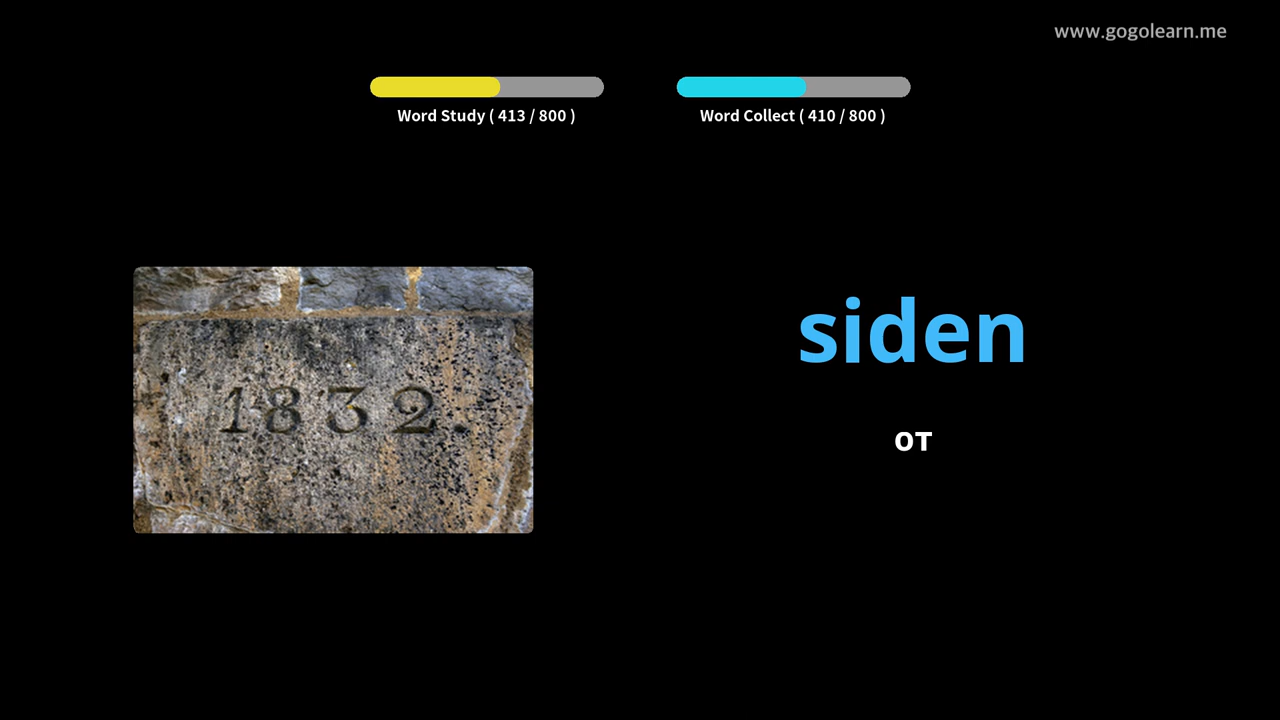 www.gogolearn.me
Word Study ( 413 / 800 )
Word Collect ( 410 / 800 )
siden
от
1832.